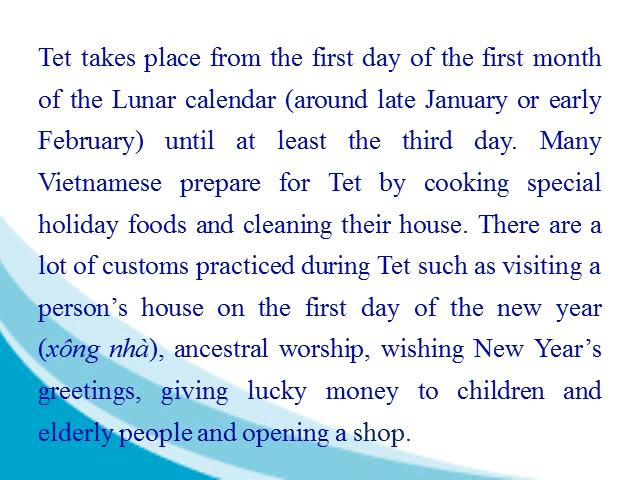 Tet takes place from the first day of the first month
of the Lunar calendar (around late January or early
February) until at least the third day. Many
Vietnamese prepare for Tet by cooking special
holiday foods and cleaning their house. There are a
lot of customs practiced during Tet such as visiting a
person’s house on the first day of the new year
(xông nhà), ancestral worship, wishing New Year’s
greetings, giving lucky money to children and
elderly people and opening a shop.